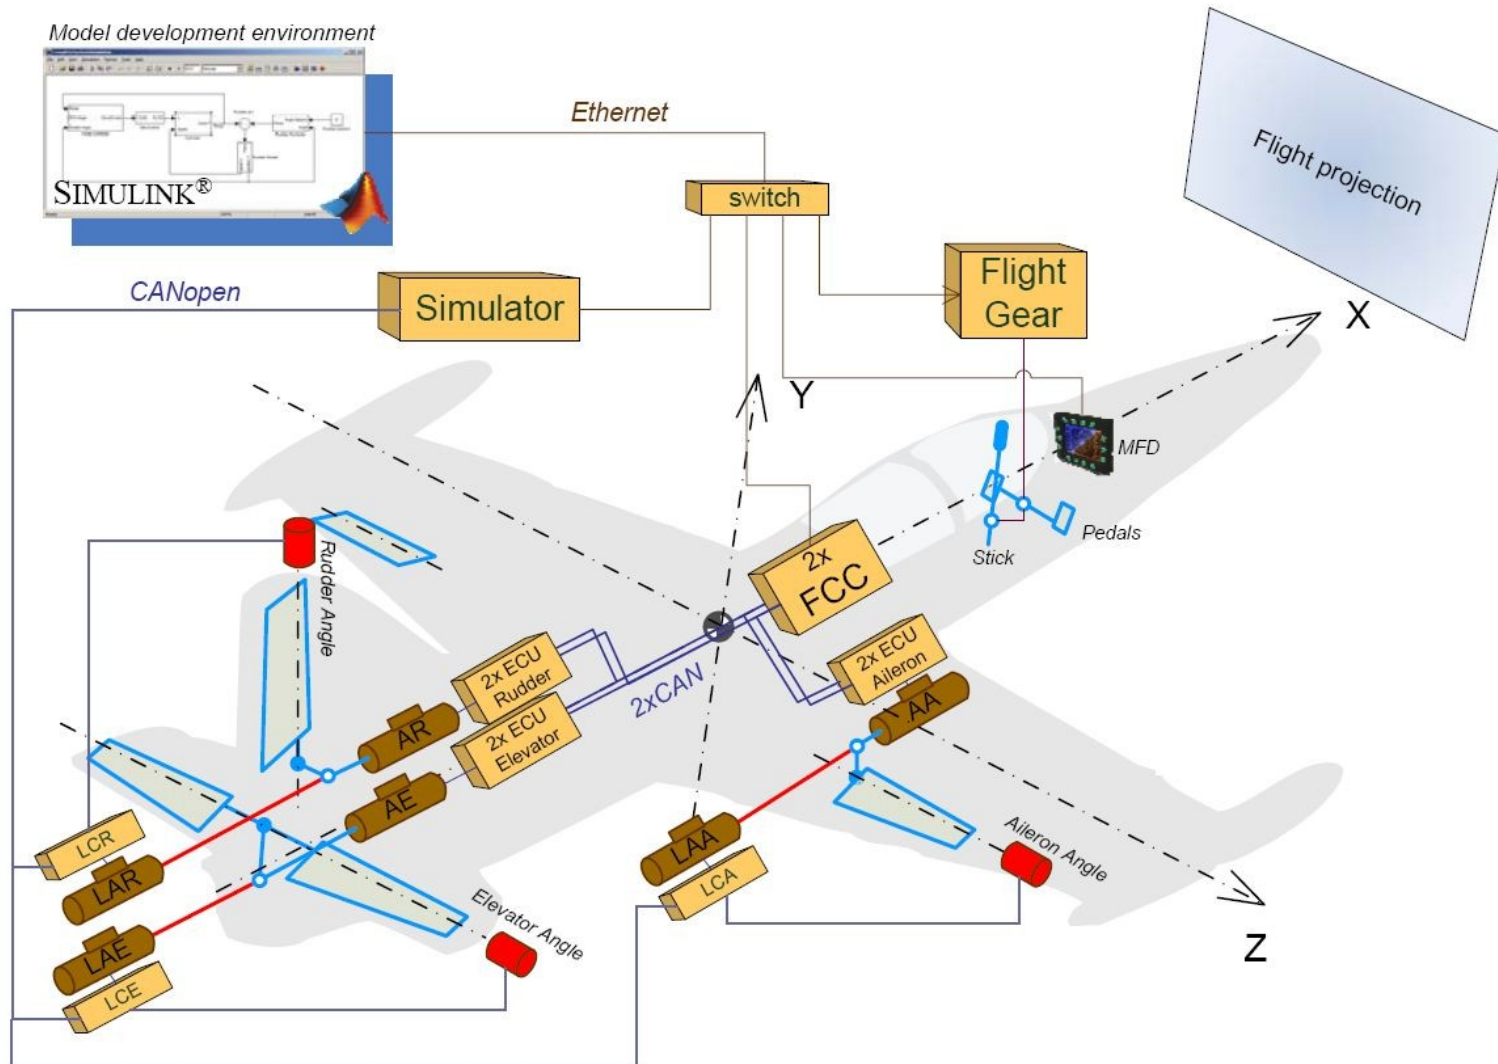 Model development environment
SIMULINK®
Ethernet
switch
CANopen
Simulator
Flight
Gear
Flight projection
X
Y
MFD
Pedals
Stick
2x
FCC
Rudder Angle
2x ECU
Rudder
2x ECU
Elevator
2xCAN
2x ECU
Aileron
AR
AE
AA
LCR
LAR
LAE
LCE
LAA
LCA
Elevator Angle
Aileron Angle
Z